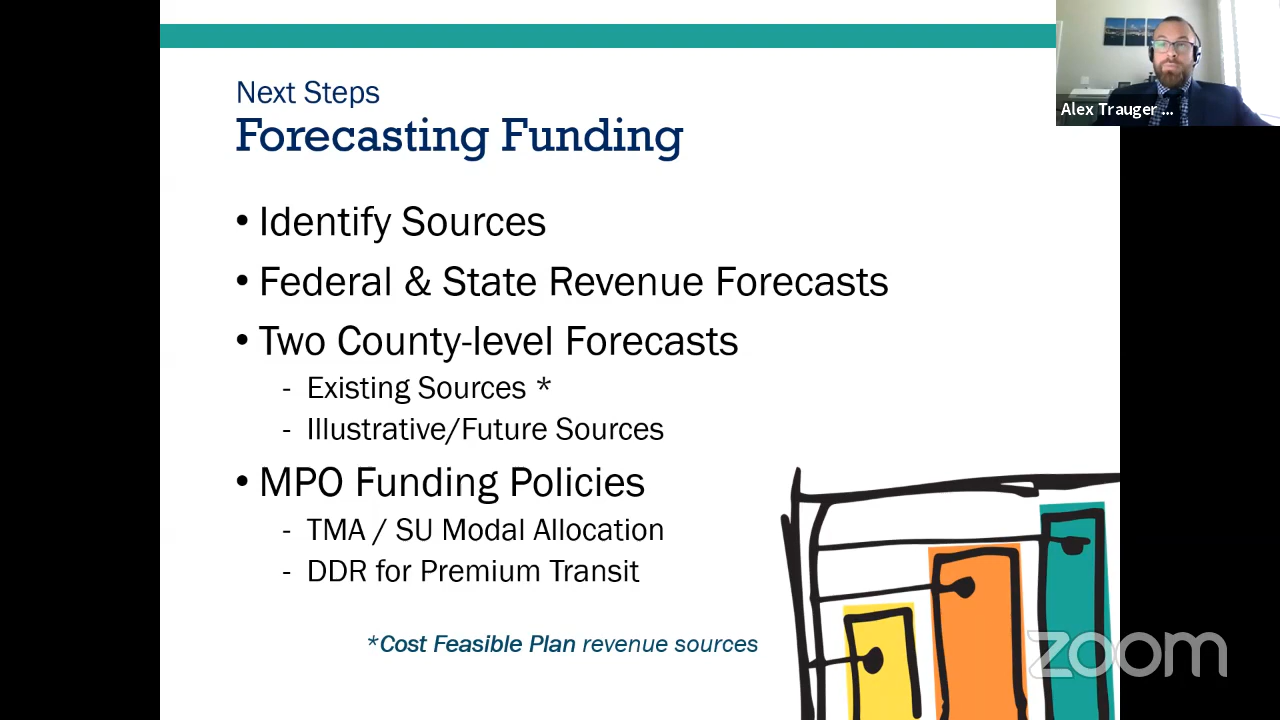 Next Steps
Forecasting Funding
• Identify Sources
• Federal & State Revenue Forecasts
• Two County-level Forecasts
- Existing Sources *
- Illustrative/Future Sources
• MPO Funding Policies
- TMA / SU Modal Allocation
- DDR for Premium Transit
*Cost Feasible Plan revenue sources
Alex Trauger ...
zoom